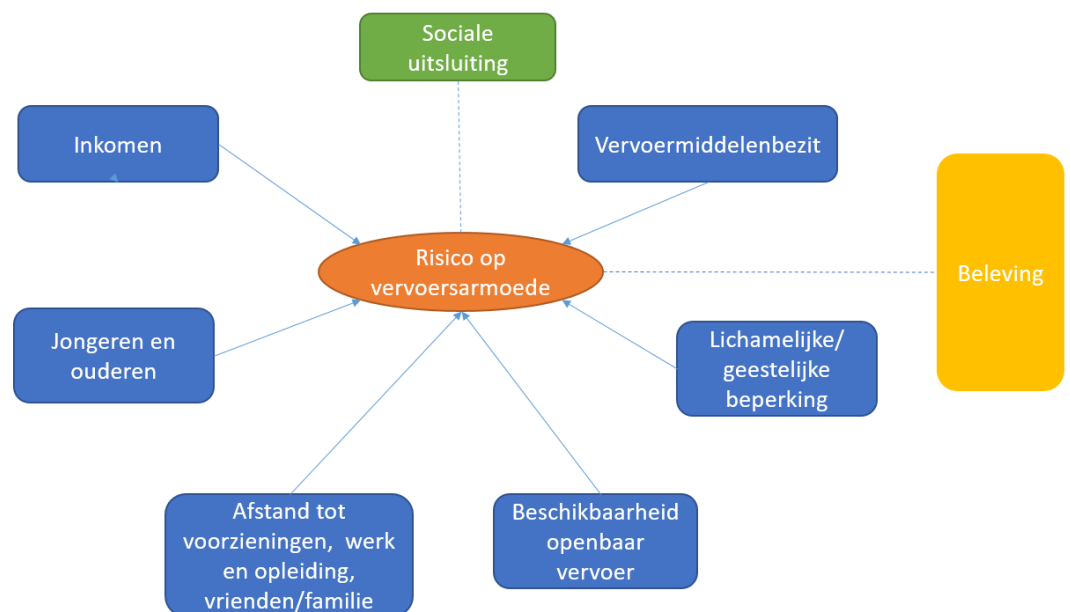 Sociale
uitsluiting
Inkomen
Vervoermiddelenbezit
Risico op
vervoersarmoede
Beleving
Jongeren en
ouderen
Lichamelijke/
geestelijke
beperking
Afstand tot
voorzieningen, werk
en opleiding,
vrienden/familie
Beschikbaarheid
openbaar
vervoer